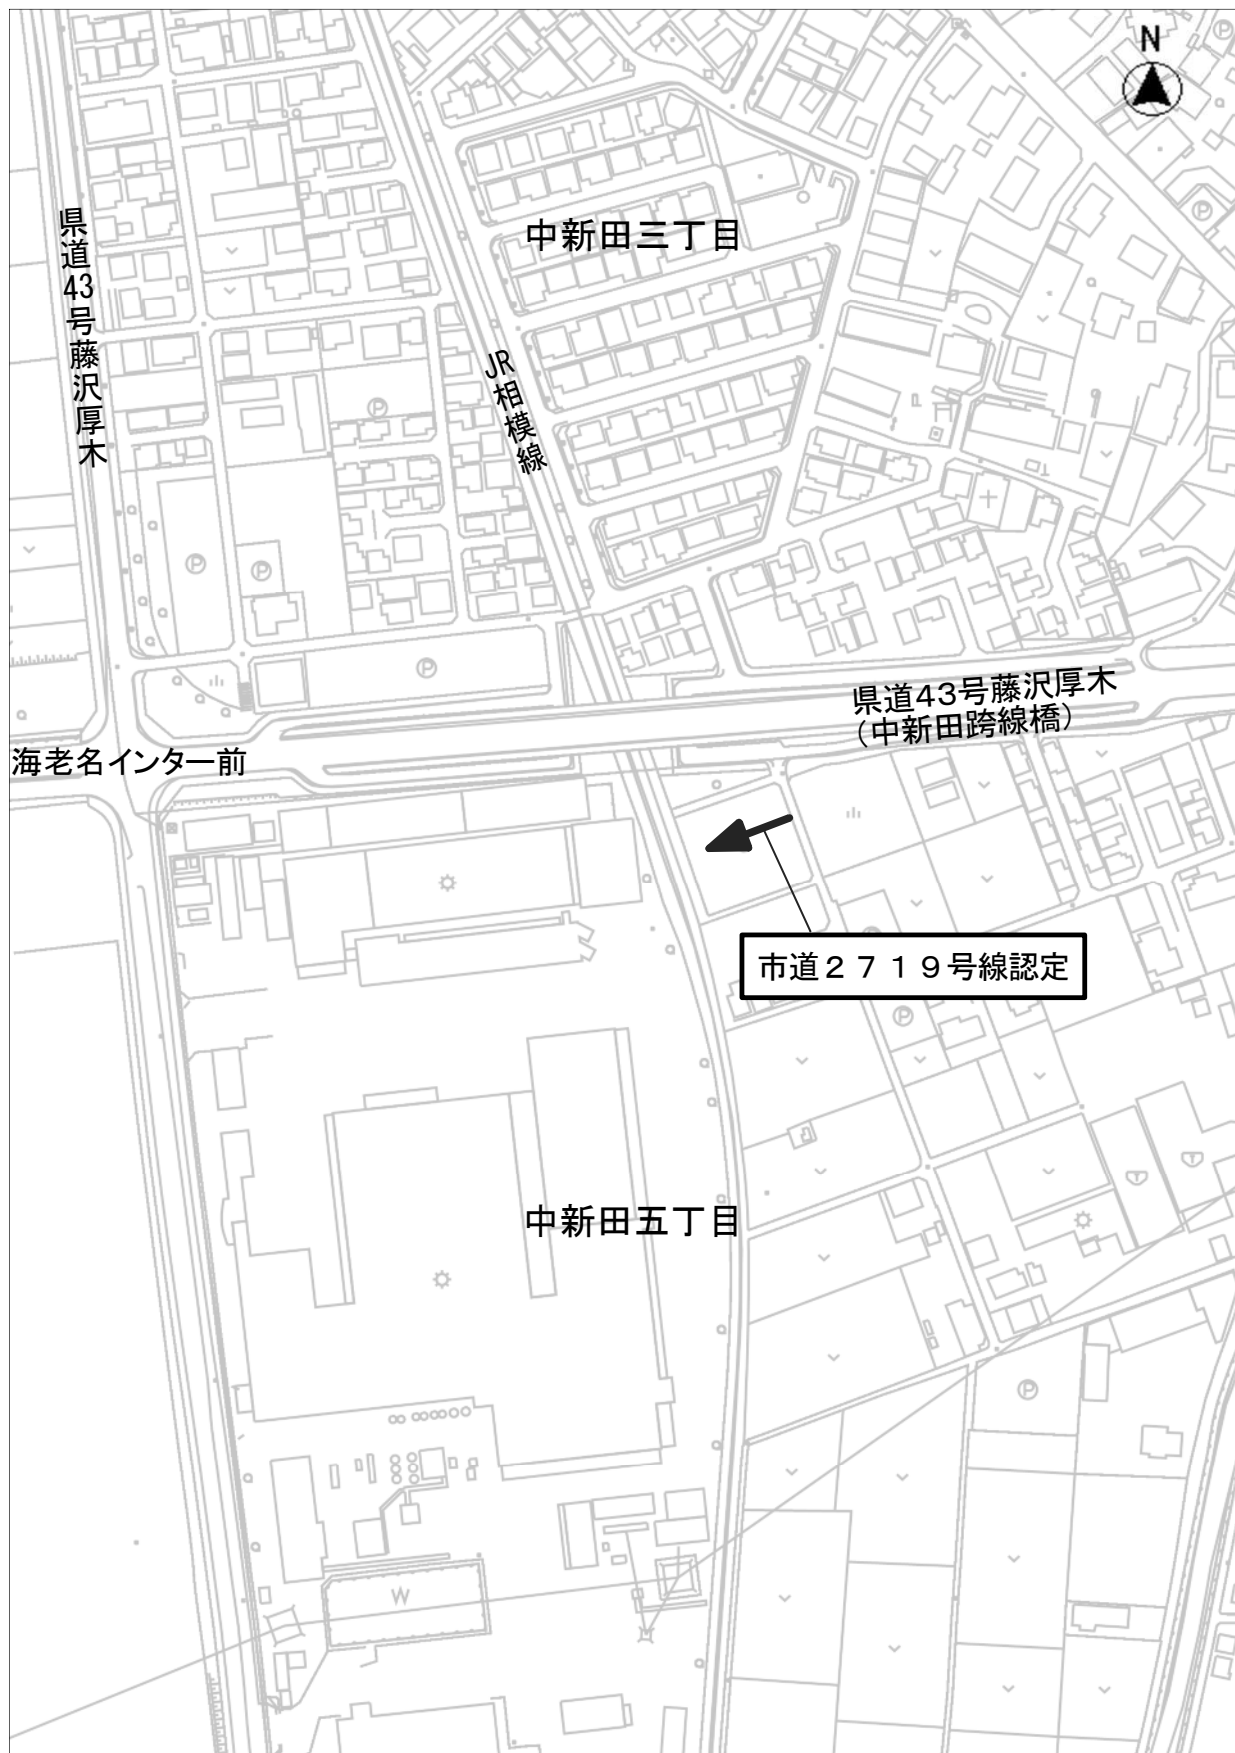 N
中新田三丁目
県道43号藤沢厚木
JR相模線
県道43号藤沢厚木
（中新田跨線橋）
海老名インター前
市道２７１９号線認定
中新田五丁目
W